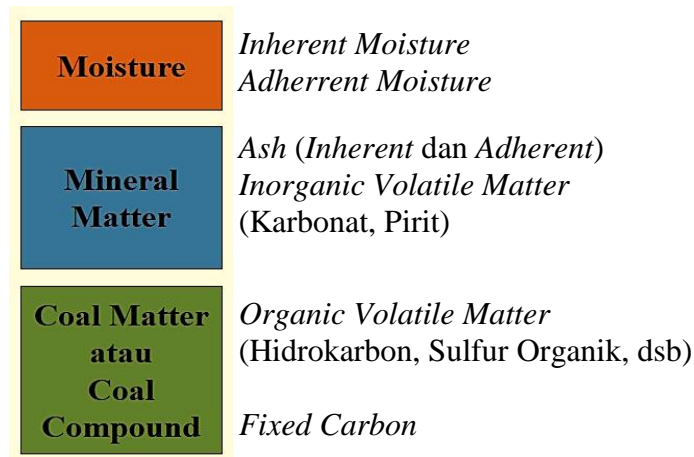 Moisture
Inherent Moisture
Adherrent Moisture
Mineral
Matter
Ash (Inherent dan Adherent)
Inorganic Volatile Matter
(Karbonat, Pirit)
Coal Matter
atau
Coal
Compound
Organic Volatile Matter
(Hidrokarbon, Sulfur Organik, dsb)
Fixed Carbon